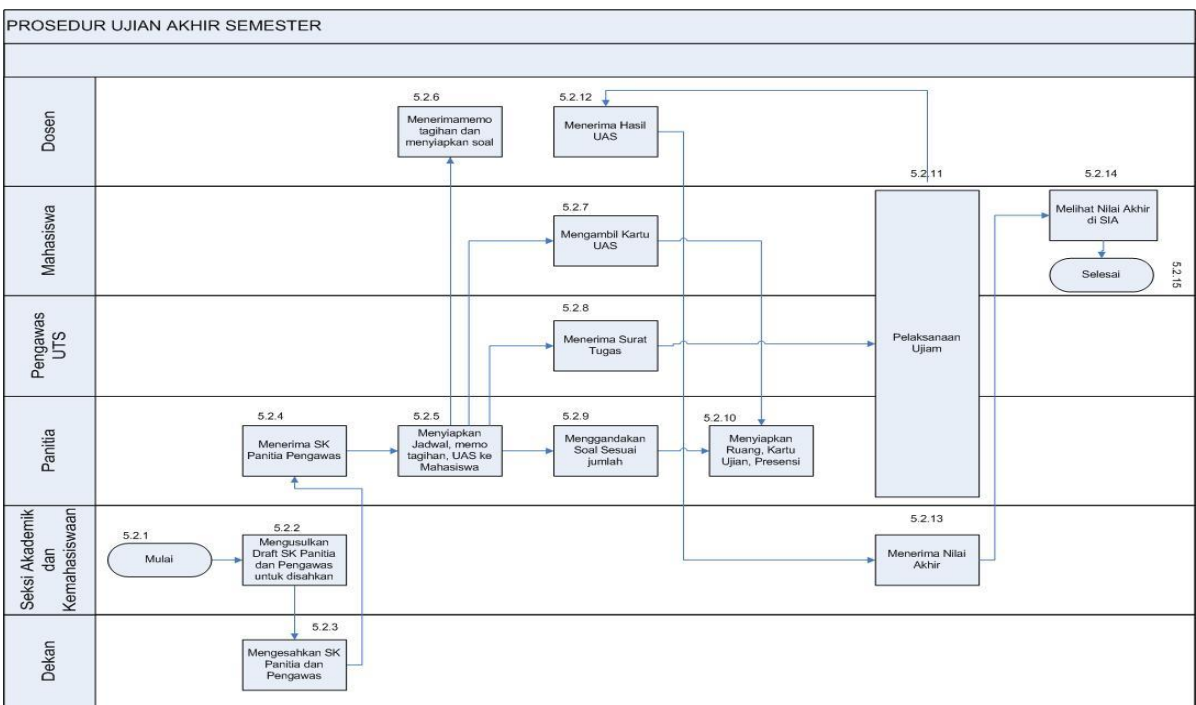 PROSEDUR UJIAN AKHIR SEMESTER
Dosen
5.2.6
Menerimamemo
tagihan dan
menyiapkan soal
5.2.12
Menerima Hasil
UAS
5.2.11
5.2.14
Mahasiswa
5.2.7
Mengambil Kartu
UAS
Melihat Nilai Akhir
di SIA
Selesai
5.2.15
Pengawas
UTS
5.2.8
Menerima Surat
Tugas
Pelaksanaan
Ujiam
Panitia
5.2.4
Menerima SK
Panitia Pengawas
5.2.5
Menyiapkan
Jadwal, memo
tagihan, UAS ke
Mahasiswa
5.2.9
Menggandakan
Soal Sesuai
jumlah
5.2.10
Menyiapkan
Ruang, Kartu
Ujian, Presensi
Seksi Akademik
dan
Kemahasiswaan
5.2.1
Mulai
5.2.2
Mengusulkan
Draft SK Panitia
dan Pengawas
untuk disahkan
5.2.13
Menerima Nilai
Akhir
Dekan
5.2.3
Mengesahkan SK
Panitia dan
Pengawas